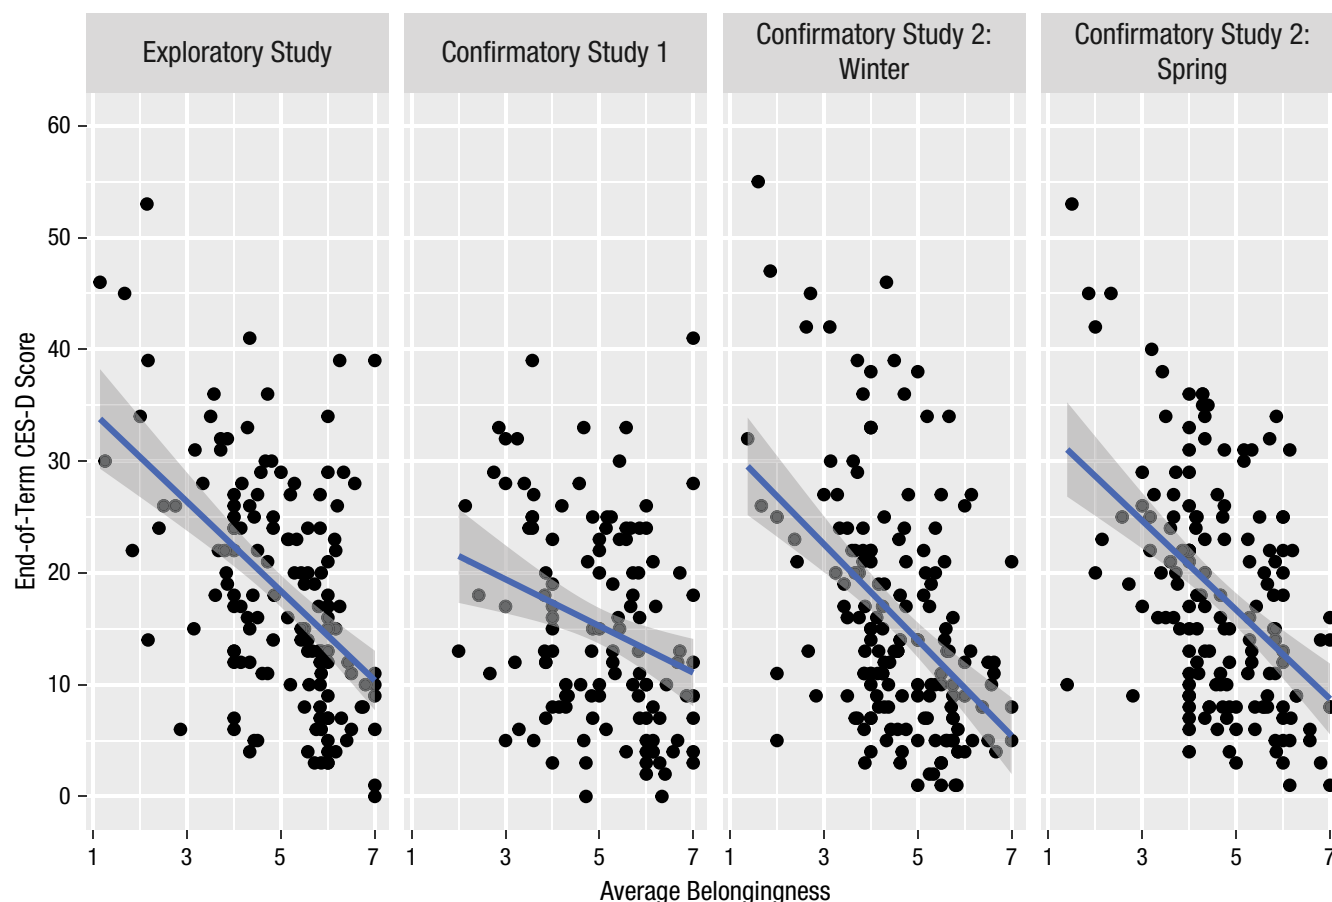 Exploratory Study
Confirmatory Study 1
Confirmatory Study 2:
Winter
Confirmatory Study 2:
Spring
End-of-Term CES-D Score
60
50
40
30
20
10
0
1 3 5 7
1 3 5 7
1 3 5 7
1 3 5 7
Average Belongingness